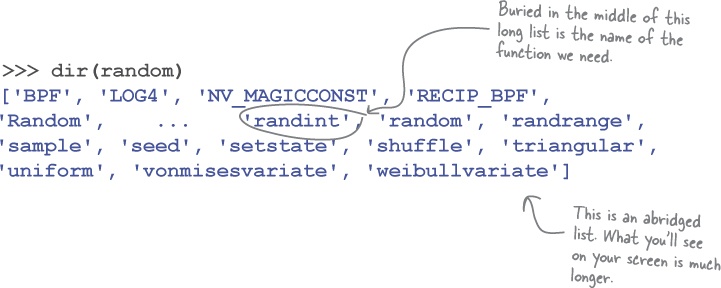 Buried in the middle of this
long list is the name of the
function we need.
>>> dir(random)
['BPF', 'LOG4', 'NV_MAGICCONST', 'RECIP_BPF',
'Random', ... 'randint', 'random', 'randrange',
'sample', 'seed', 'setstate', 'shuffle', 'triangular',
'uniform', 'vonmisesvariate', 'weibullvariate']
This is an abridged
list. What you'll see
on your screen is much
longer.